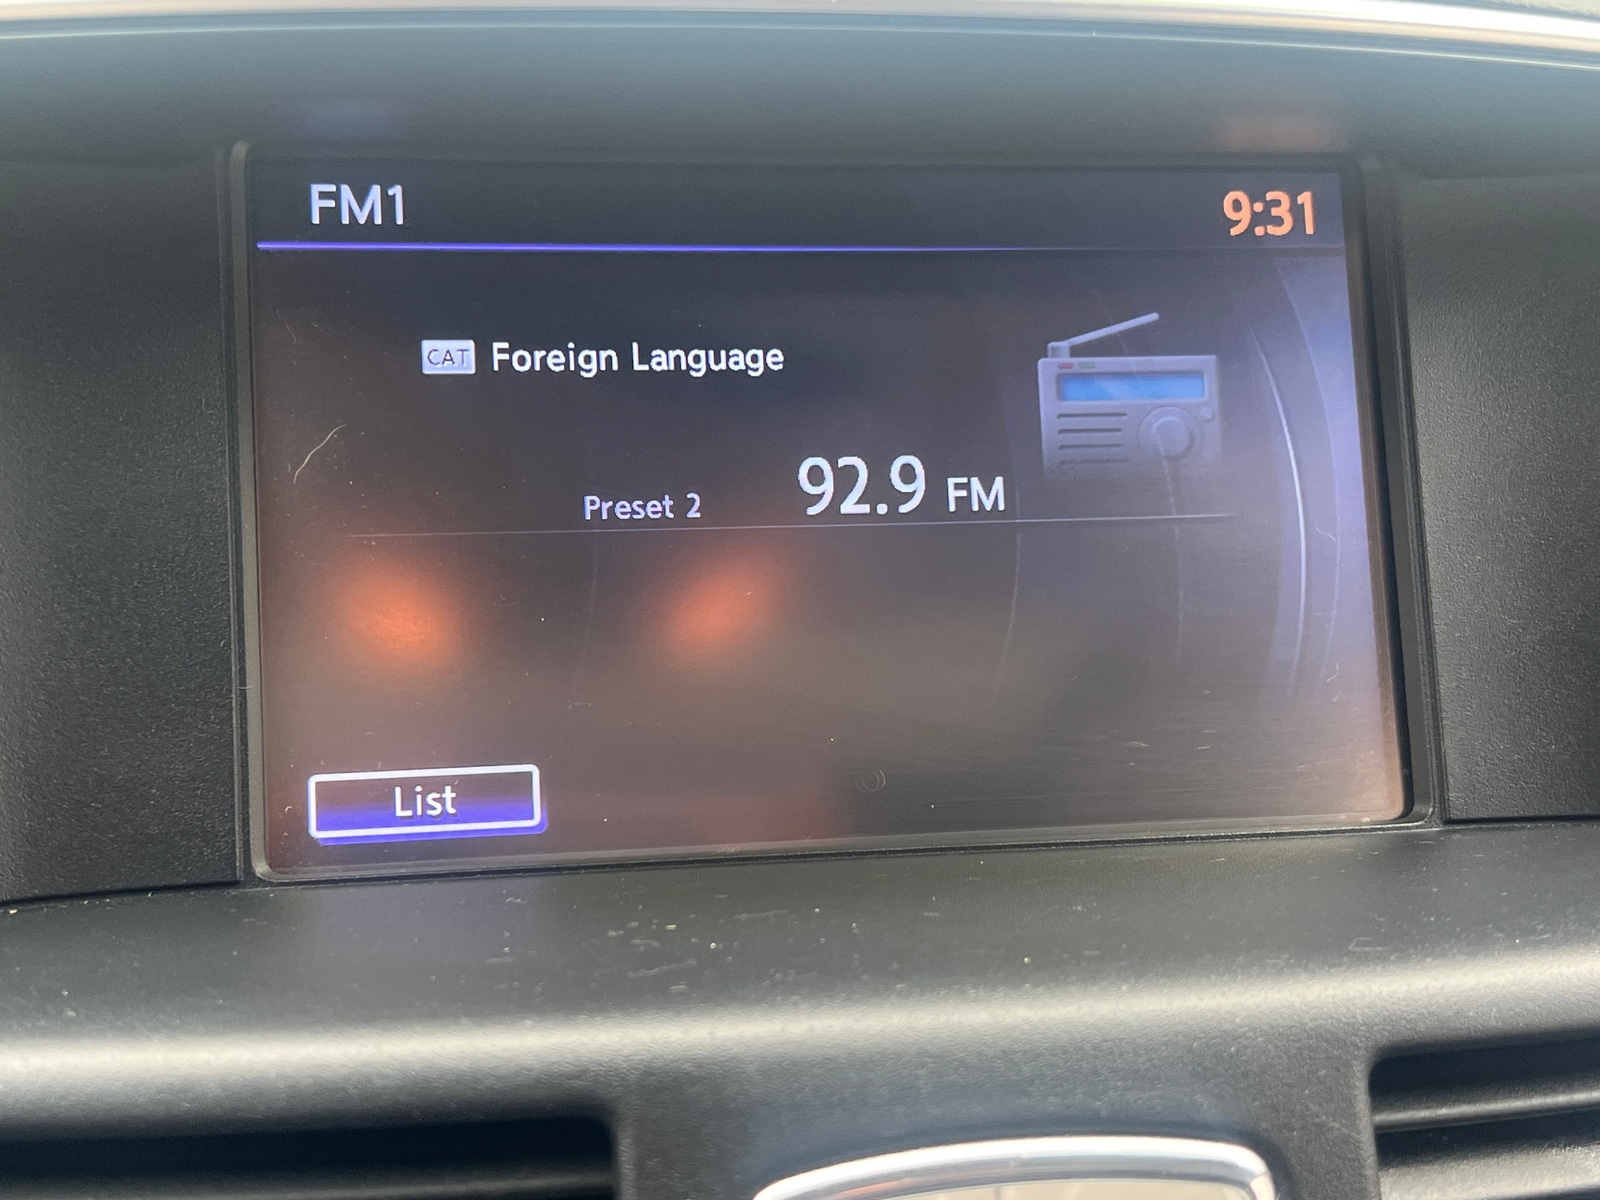 FM1 9:31
CAT Foreign Language
Preset 2 92.9 FM
List